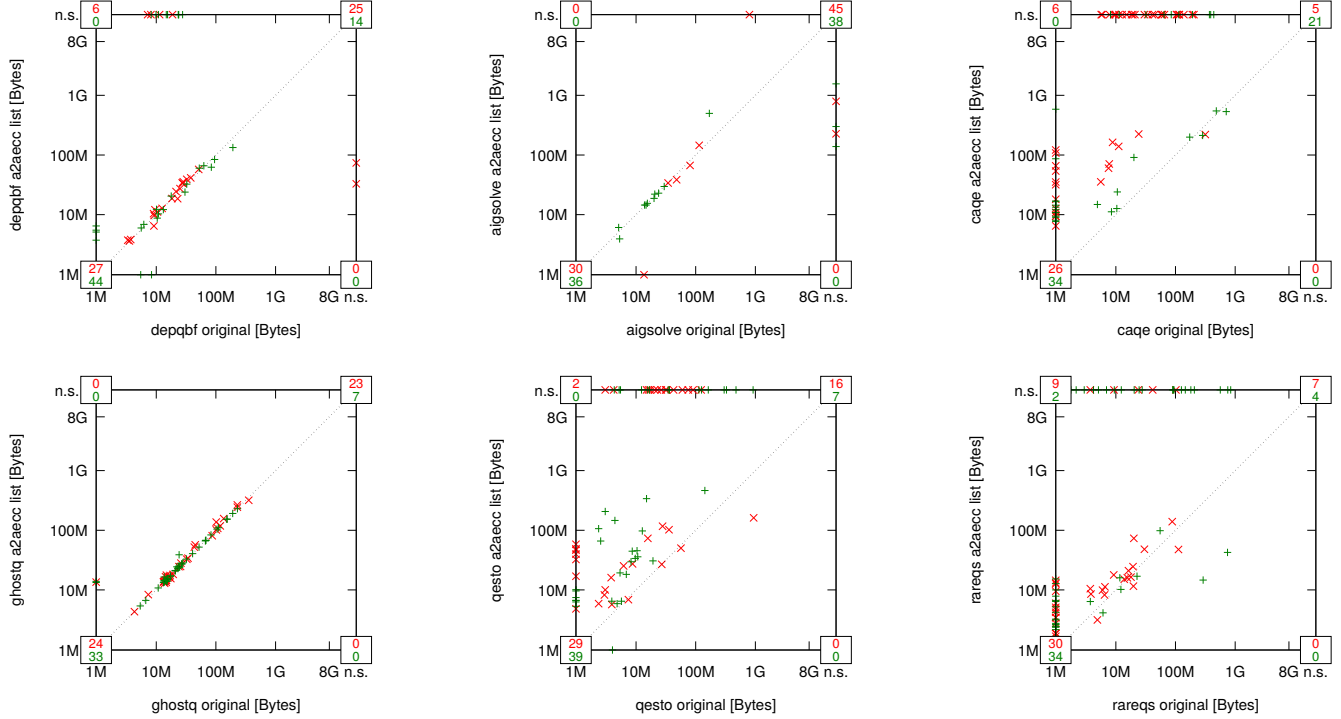 6 25
n.s. 0 14
8G
1G
100M
10M
27 0
1M 44 0
1M 10M 100M 1G 8G n.s.
depqbf a2aecc list [Bytes]
depqbf original [Bytes]
0 45
n.s. 0 38
8G
1G
100M
10M
30 0
1M 36 0
1M 10M 100M 1G 8G n.s.
aigsolve a2aecc list [Bytes]
aigsolve original [Bytes]
6 5
n.s. 0 21
8G
1G
100M
10M
26 0
1M 34 0
1M 10M 100M 1G 8G n.s.
caqe a2aecc list [Bytes]
caqe original [Bytes]
0 23
n.s. 0 7
8G
1G
100M
10M
24 0
1M 33 0
1M 10M 100M 1G 8G n.s.
ghostq a2aecc list [Bytes]
ghostq original [Bytes]
2 16
n.s. 0 7
8G
1G
100M
10M
29 0
1M 39 0
1M 10M 100M 1G 8G n.s.
qesto a2aecc list [Bytes]
qesto original [Bytes]
9 7
n.s. 2 4
8G
1G
100M
10M
30 0
1M 34 0
1M 10M 100M 1G 8G n.s.
rareqs a2aecc list [Bytes]
rareqs original [Bytes]